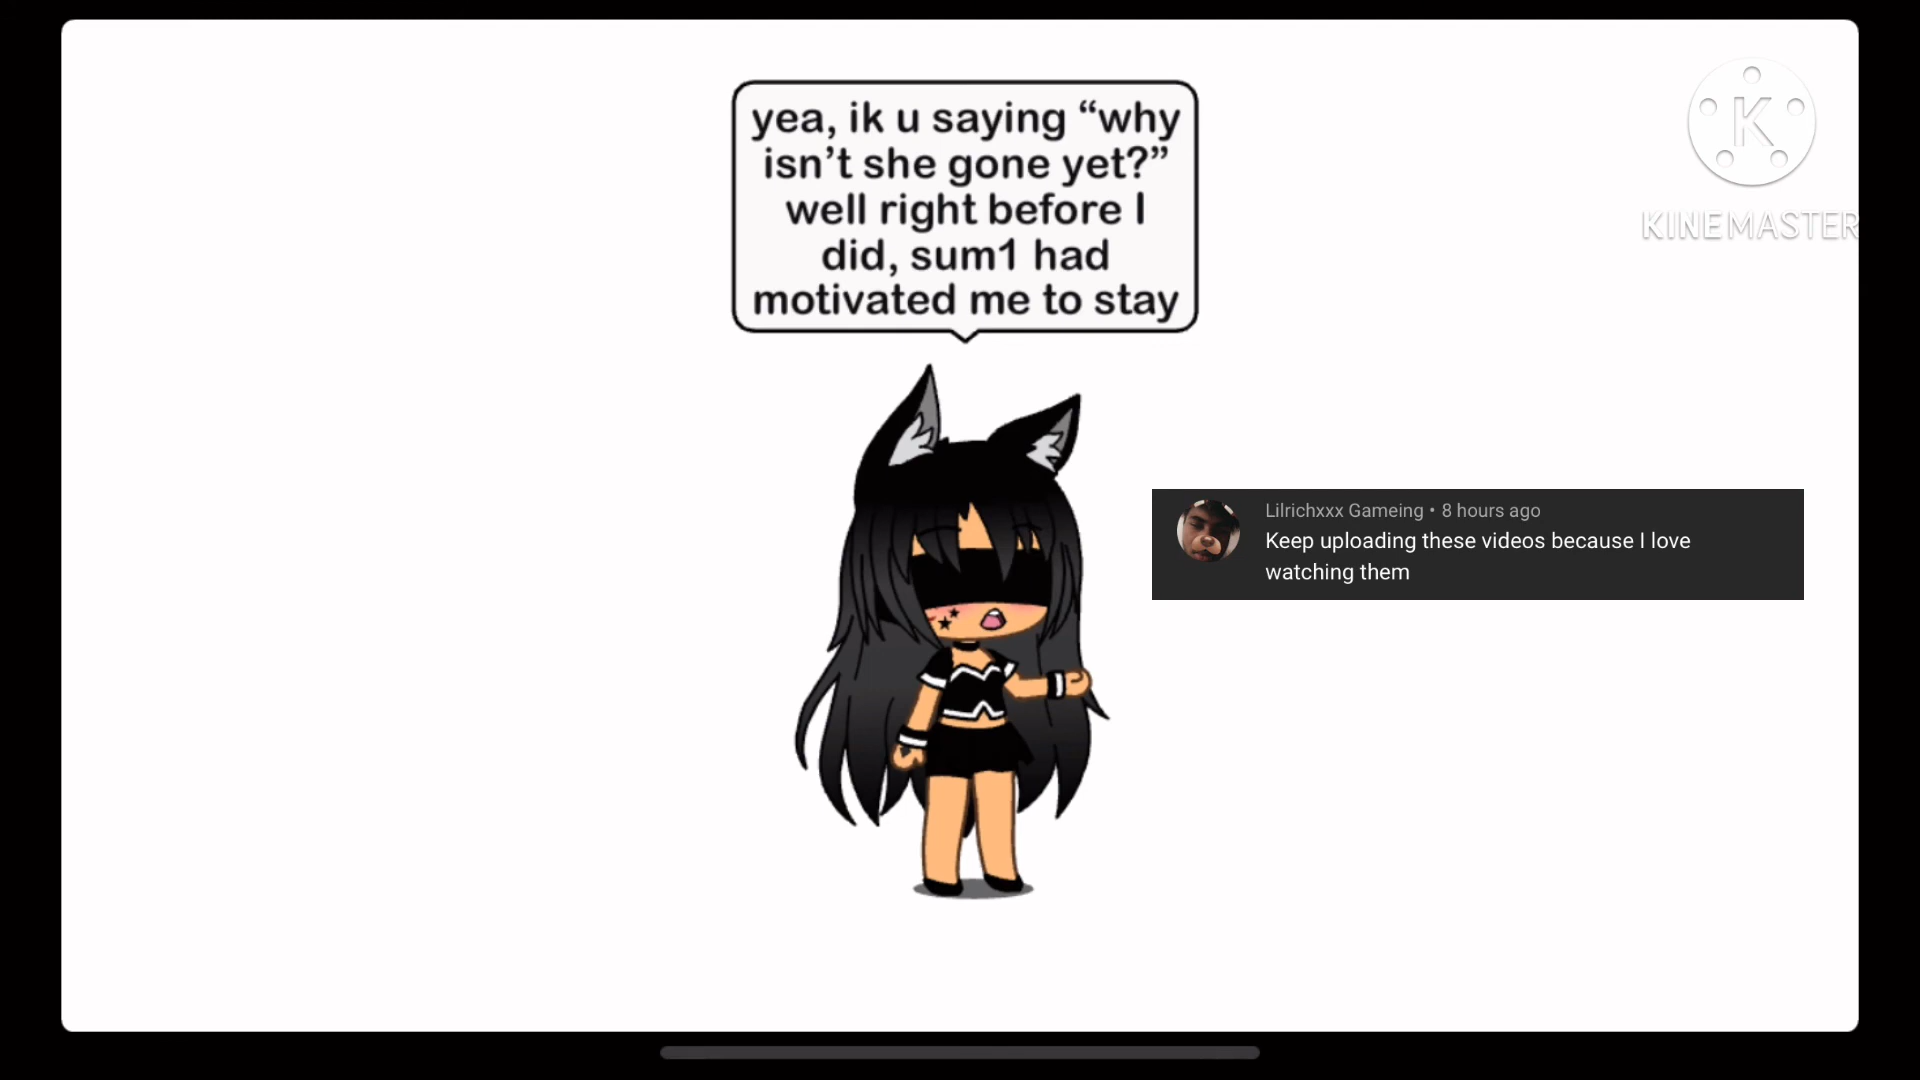 yea, ik u saying “why
isn’t she gone yet?”
well right before I
did, sum1 had
motivated me to stay
K
KINEMASTER
Lilrichxxx Gameing • 8 hours ago
Keep uploading these videos because I love
watching them